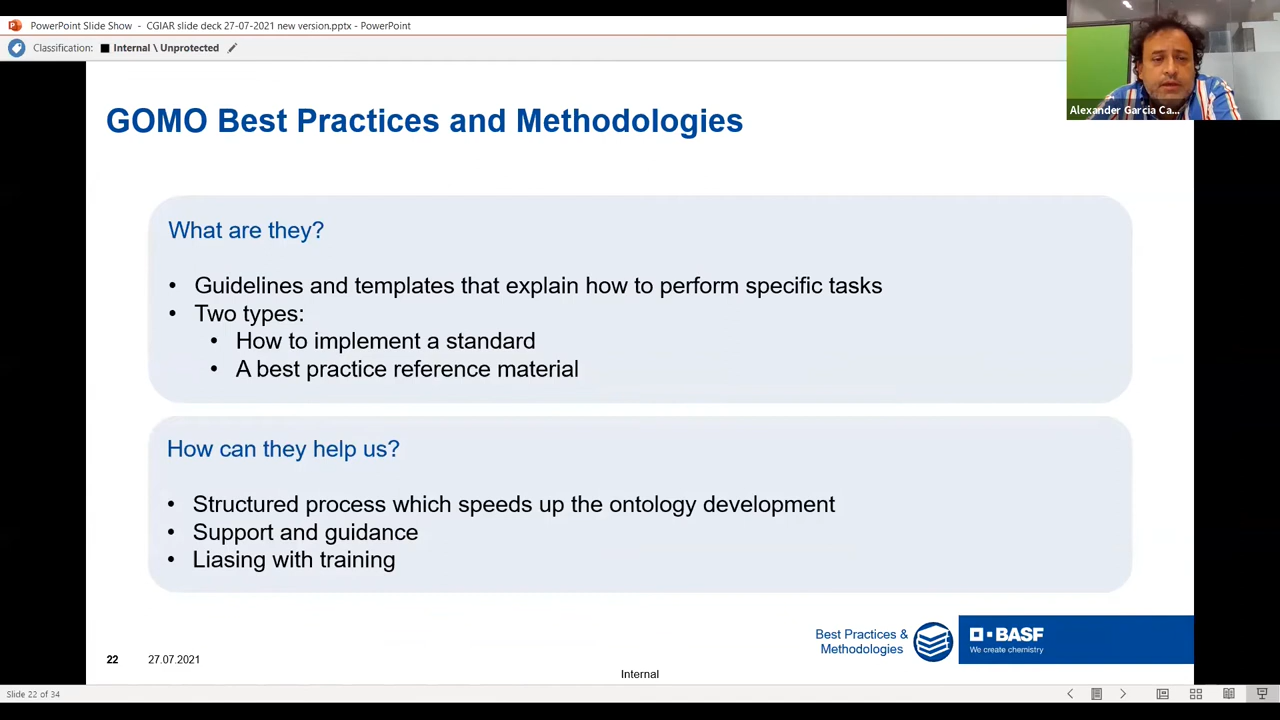 PowerPoint Slide Show - CGIAR slide deck 27-07-2021 new version.pptx - PowerPoint
Classification: Internal \ Unprotected
Alexander Garcia Ca...
GOMO Best Practices and Methodologies
What are they?
• Guidelines and templates that explain how to perform specific tasks
• Two types:
• How to implement a standard
• A best practice reference material
How can they help us?
• Structured process which speeds up the ontology development
• Support and guidance
• Liasing with training
Best Practices &
Methodologies
BASF
We create chemistry
22 27.07.2021
Internal
Slide 22 of 34